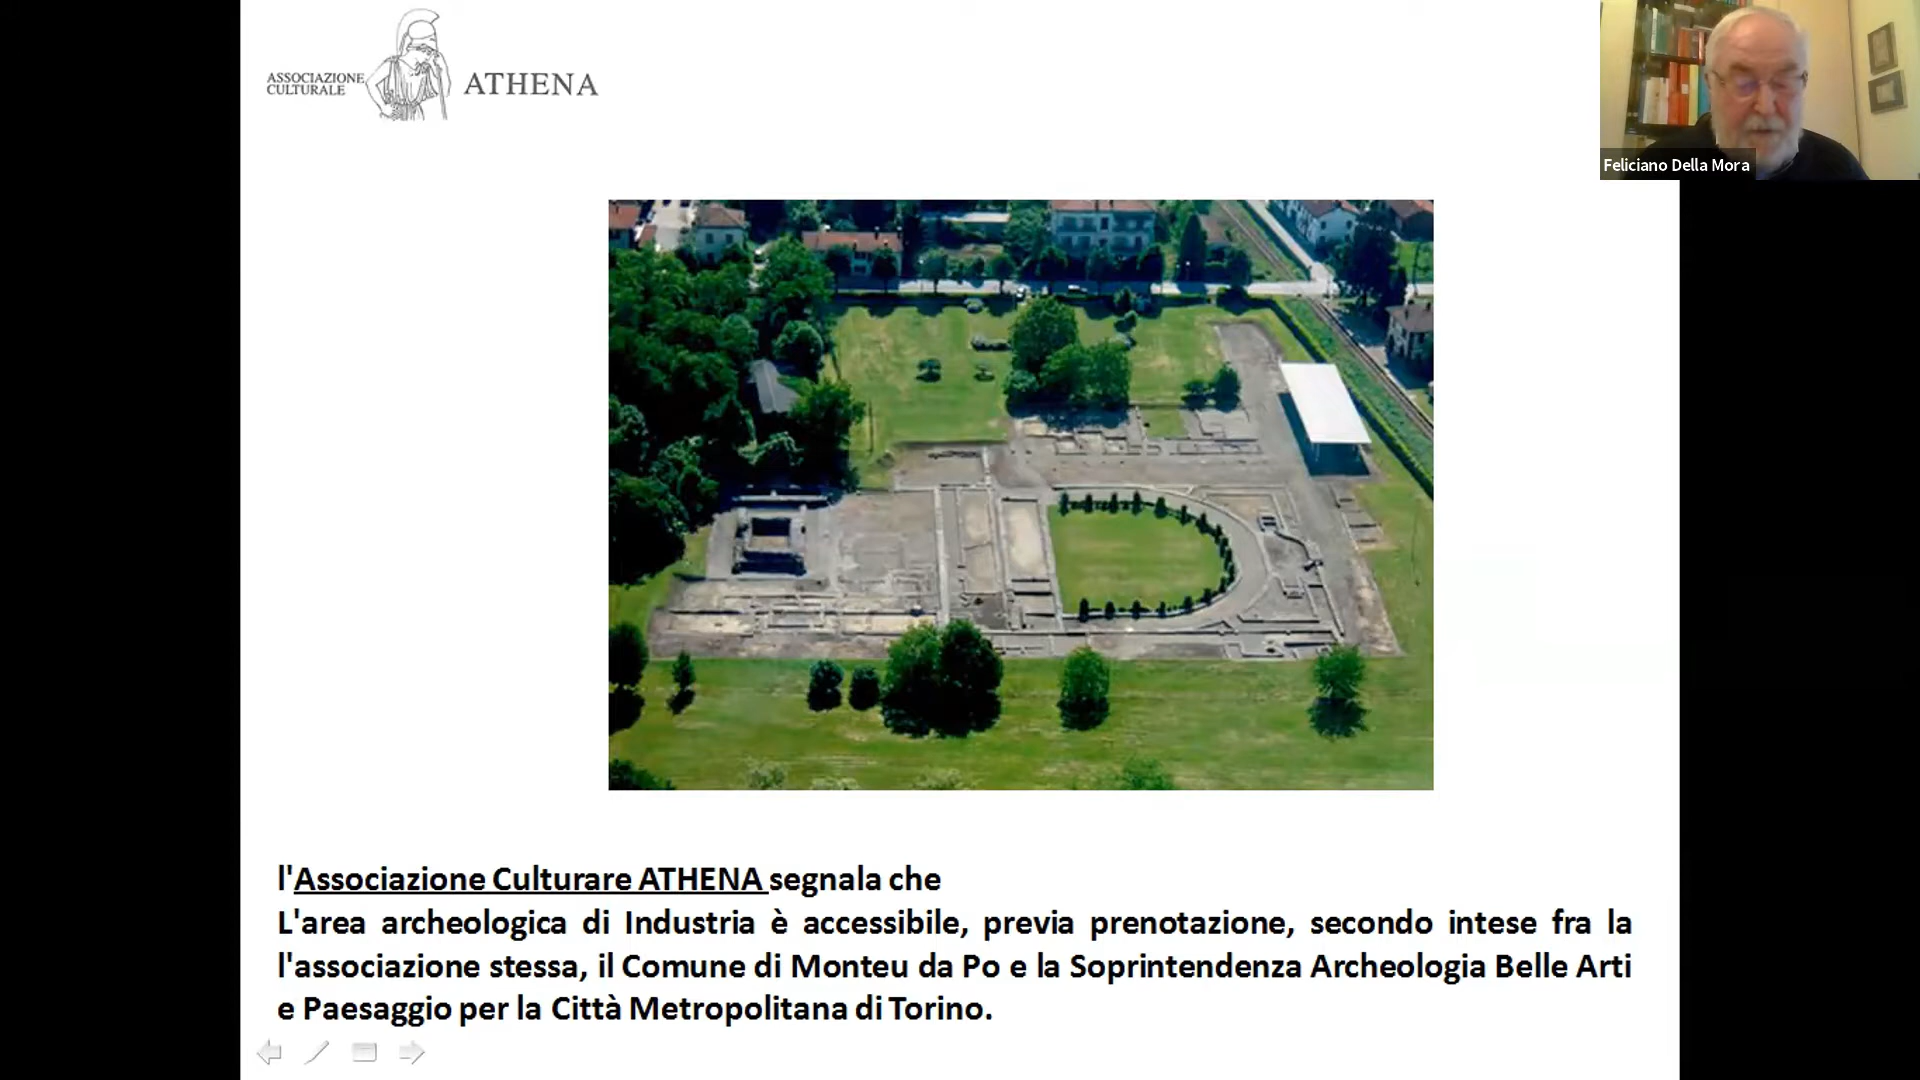 ASSOCIAZIONE
CULTURALE
ATHENA
Feliciano Della Mora
l'Associazione Culturare ATHENA segnala che
L'area archeologica di Industria è accessibile, previa prenotazione, secondo intese fra la
l'associazione stessa, il Comune di Monteu da Po e la Soprintendenza Archeologia Belle Arti
e Paesaggio per la Città Metropolitana di Torino.